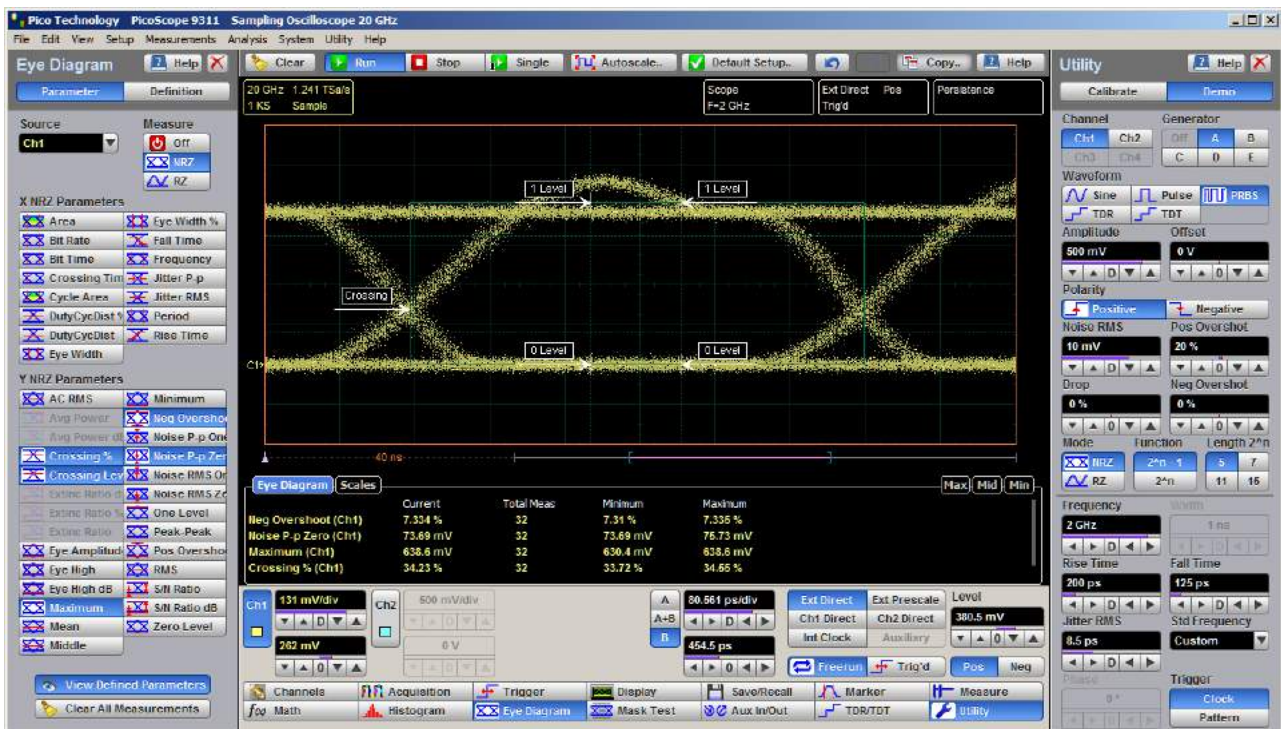 Pico Technology PicoScope 9311 Sampling Oscilloscope 20 GHz
File Edit View Setup Measurements Analysis System Utility Help
Eye Diagram Help
Parameter Definition
Source Measure
Ch1 Off
NRZ
RZ
X NRZ Parameters
Area Eye Width %
Bit Rate Fall Time
Bit Time Frequency
Crossing Tim Jitter P-p
Cycle Area Jitter RMS
DutyCycDist % Period
DutyCycDist Rise Time
Eye Width
Y NRZ Parameters
AC RMS Minimum
Avg Power Neg Overshoo
Avg Power dB Noise P-p One
Crossing % Noise P-p Zer
Crossing Lev Noise RMS On
Extinc Ratio d Noise RMS Ze
Extinc Ratio % One Level
Extinc Ratio Peak-Peak
Eye Amplitud Pos Oversho
Eye High RMS
Eye High dB S/N Ratio
Maximum S/N Ratio dB
Mean Zero Level
Middle
View Defined Parameters
Clear All Measurements
Clear Run Stop Single Autoscale.. Default Setup.. Copy.. Help
20 GHz 1.241 TSa/s
1 KS Sample
Scope
F=2 GHz
Ext Direct Pos
Trig'd
Persistence
1 Level 1 Level
Crossing
0 Level 0 Level
C1>
40 ns
Eye Diagram Scales Max Mid Min
Current Total Meas Minimum Maximum
Neg Overshoot (Ch1) 7.334 % 32 7.31 % 7.335 %
Noise P-p Zero (Ch1) 73.69 mV 32 73.69 mV 75.73 mV
Maximum (Ch1) 638.6 mV 32 630.4 mV 638.6 mV
Crossing % (Ch1) 34.23 % 32 33.72 % 34.55 %
Ch1 131 mV/div Ch2 500 mV/div
D
262 mV 0 V
0
A 80.561 ps/div
A+B D
B 454.5 ps
0
Ext Direct Ext Prescale Level
Ch1 Direct Ch2 Direct 380.5 mV
Int Clock Auxiliary 0
Freerun Trig'd Pos Neg
Channels Acquisition Trigger Display Save/Recall Marker Measure
f(x) Math Histogram Eye Diagram Mask Test Aux In/Out TDR/TDT Utility
Utility Help
Calibrate Demo
Channel Generator
Ch1 Ch2 Off A B
Ch3 Ch4 C D E
Waveform
Sine Pulse PRBS
TDR TDT
Amplitude Offset
500 mV 0 V
D 0
Polarity
Positive Negative
Noise RMS Pos Overshot
10 mV 20 %
D 0
Drop Neg Overshot
0 % 0 %
0 0
Mode Function Length 2^n
NRZ 2^n - 1 5 7
RZ 2^n 11 15
Frequency Width
2 GHz 1 ns
D D
Rise Time Fall Time
200 ps 125 ps
D D
Jitter RMS Std Frequency
8.5 ps Custom
D
Phase Trigger
0 ° Clock
Pattern